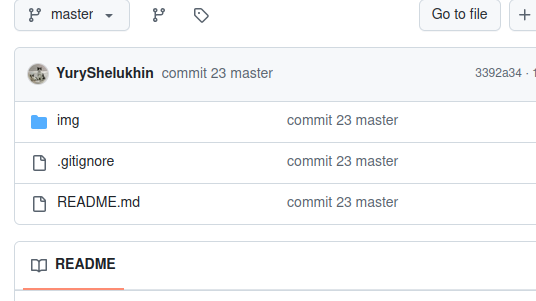 master
Go to file
YuryShelukhin commit 23 master 3392a34 ·
img commit 23 master
.gitignore commit 23 master
README.md commit 23 master
README